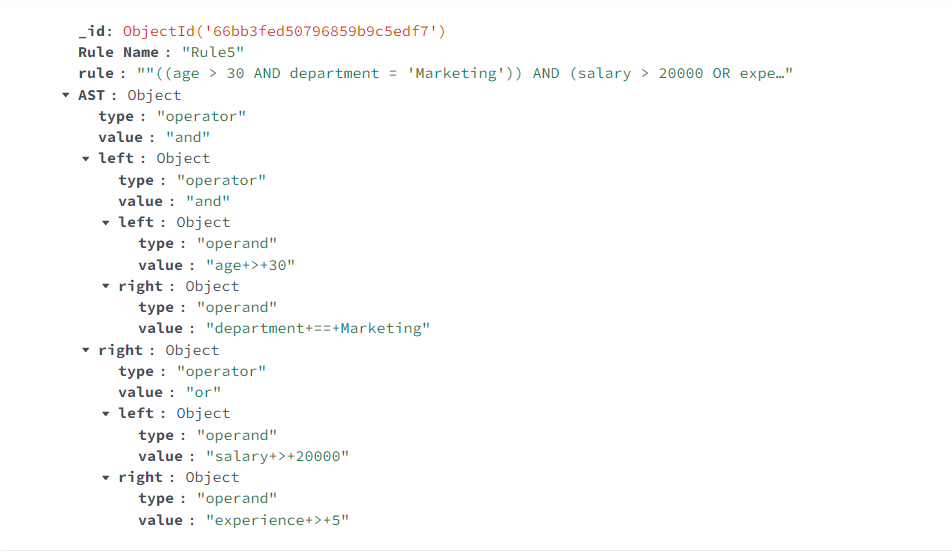 _id: ObjectId('66bb3fed50796859b9c5edf7')
Rule Name : "Rule5"
rule : ""((age > 30 AND department = 'Marketing')) AND (salary > 20000 OR expe…"
AST : Object
type : "operator"
value : "and"
left : Object
type : "operator"
value : "and"
left : Object
type : "operand"
value : "age+>+30"
right : Object
type : "operand"
value : "department+==+Marketing"
right : Object
type : "operator"
value : "or"
left : Object
type : "operand"
value : "salary+>+20000"
right : Object
type : "operand"
value : "experience+>+5"